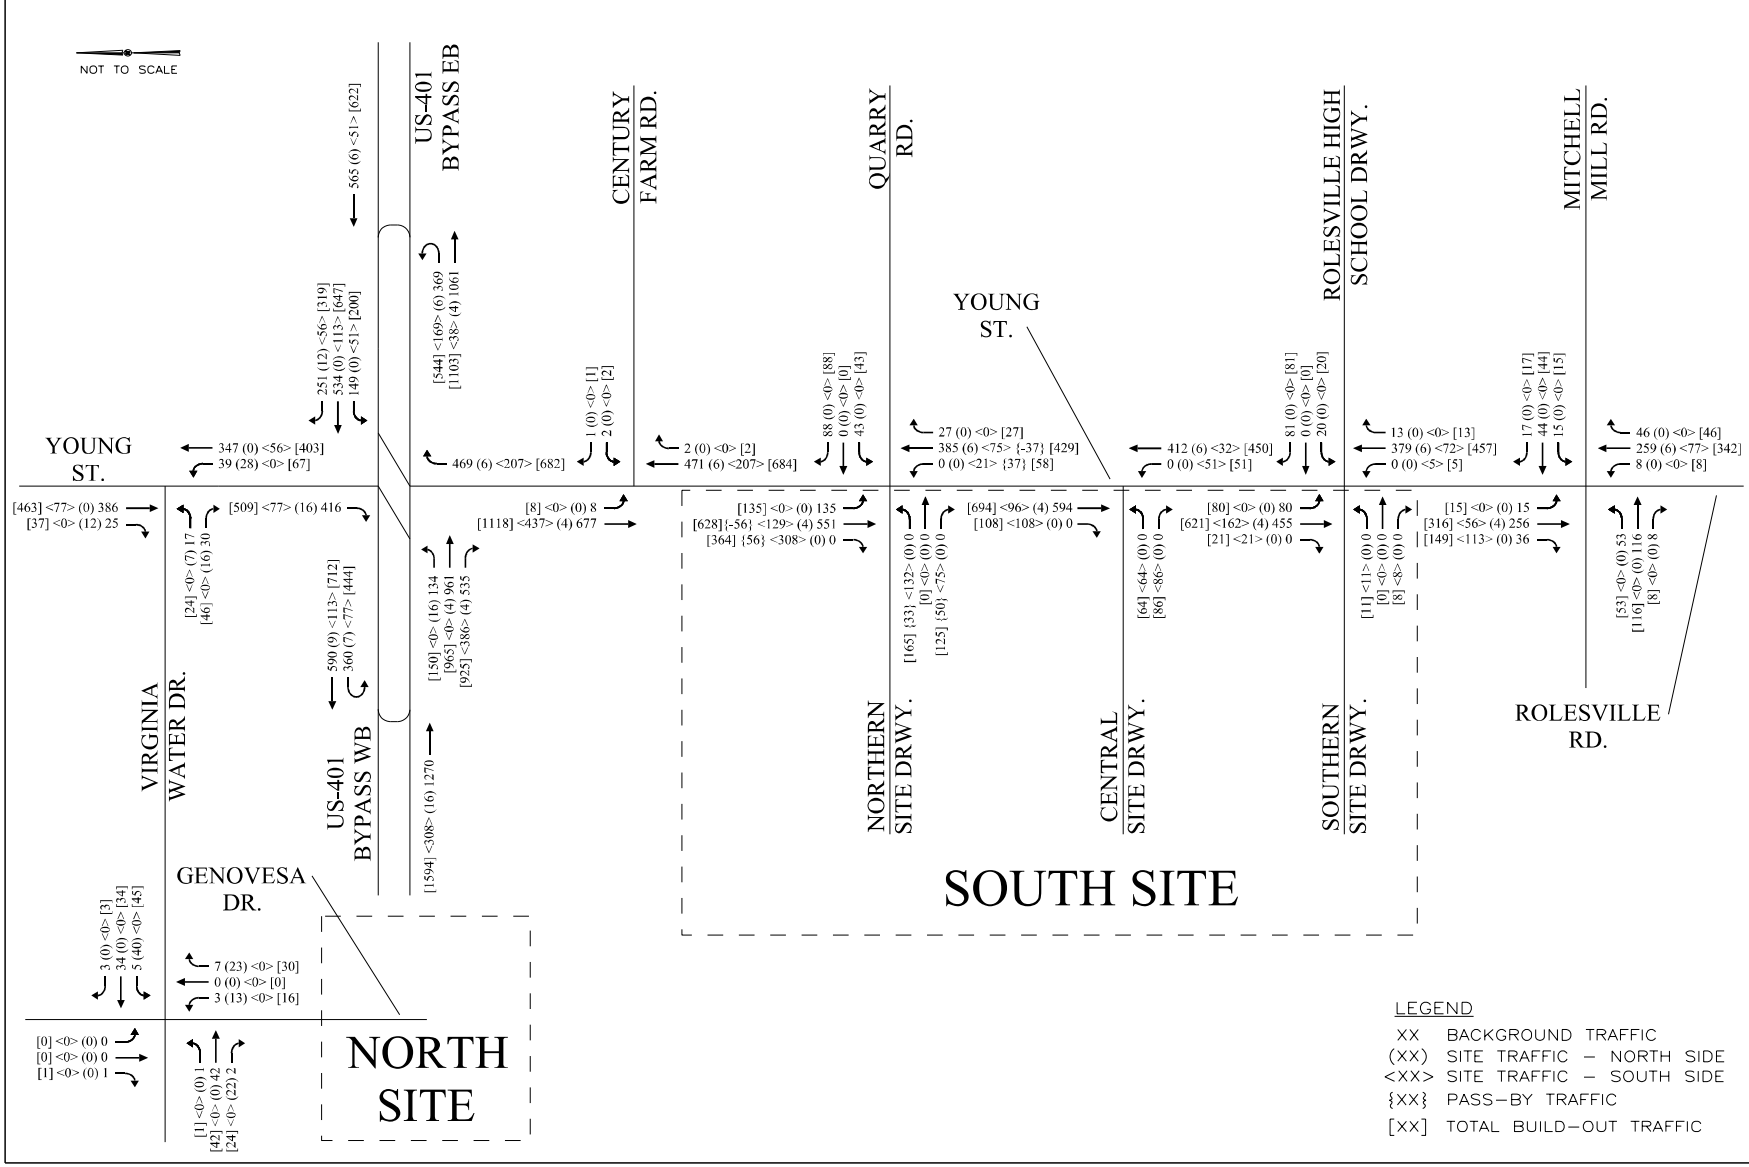 NOT TO SCALE
565 (6) <51> [622]
US-401
BYPASS EB
CENTURY
FARM RD.
QUARRY
RD.
ROLESVILLE HIGH
SCHOOL DRWY.
MITCHELL
MILL RD.
[544] <169> (6) 369
[1103] <38> (4) 1061
251 (12) <56> [319]
534 (0) <113> [647]
149 (0) <51> [200]
YOUNG
ST.
347 (0) <56> [403]
39 (28) <0> [67]
469 (6) <207> [682]
1 (0) <0> [1]
2 (0) <0> [2]
2 (0) <0> [2]
471 (6) <207> [684]
88 (0) <0> [88]
0 (0) <0> [0]
43 (0) <0> [43]
27 (0) <0> [27]
385 (6) <75> {-37} [429]
0 (0) <21> {37} [58]
YOUNG
ST.
412 (6) <32> [450]
0 (0) <51> [51]
81 (0) <0> [81]
0 (0) <0> [0]
20 (0) <0> [20]
13 (0) <0> [13]
379 (6) <72> [457]
0 (0) <5> [5]
17 (0) <0> [17]
44 (0) <0> [44]
15 (0) <0> [15]
46 (0) <0> [46]
259 (6) <77> [342]
8 (0) <0> [8]
[463] <77> (0) 386
[37] <0> (12) 25
[24] <0> (7) 17
[46] <0> (16) 30
[509] <77> (16) 416
[8] <0> (0) 8
[1118] <437> (4) 677
[135] <0> (0) 135
[628]{-56} <129> (4) 551
[364] {56} <308> (0) 0
[165] {33} <132> (0) 0
[0] <0> (0) 0
[125] {50} <75> (0) 0
[694] <96> (4) 594
[108] <108> (0) 0
[64] <64> (0) 0
[86] <86> (0) 0
[80] <0> (0) 80
[621] <162> (4) 455
[21] <21> (0) 0
[11] <11> (0) 0
[0] <0> (0) 0
[8] <8> (0) 0
[15] <0> (0) 15
[316] <56> (4) 256
[149] <113> (0) 36
[53] <0> (0) 53
[116] <0> (0) 116
[8] <0> (0) 8
590 (9) <113> [712]
360 (7) <77> [444]
[150] <0> (16) 134
[965] <0> (4) 961
[925] <386> (4) 535
VIRGINIA
WATER DR.
US-401
BYPASS WB
[1594] <308> (16) 1270
NORTHERN
SITE DRWY.
CENTRAL
SITE DRWY.
SOUTHERN
SITE DRWY.
ROLESVILLE
RD.
SOUTH SITE
GENOVESA
DR.
3 (0) <0> [3]
34 (0) <0> [34]
5 (40) <0> [45]
7 (23) <0> [30]
0 (0) <0> [0]
3 (13) <0> [16]
[0] <0> (0) 0
[0] <0> (0) 0
[1] <0> (0) 1
[1] <0> (0) 1
[42] <0> (0) 42
[24] <0> (22) 2
NORTH
SITE
LEGEND
XX BACKGROUND TRAFFIC
(XX) SITE TRAFFIC – NORTH SIDE
<XX> SITE TRAFFIC – SOUTH SIDE
{XX} PASS–BY TRAFFIC
[XX] TOTAL BUILD–OUT TRAFFIC